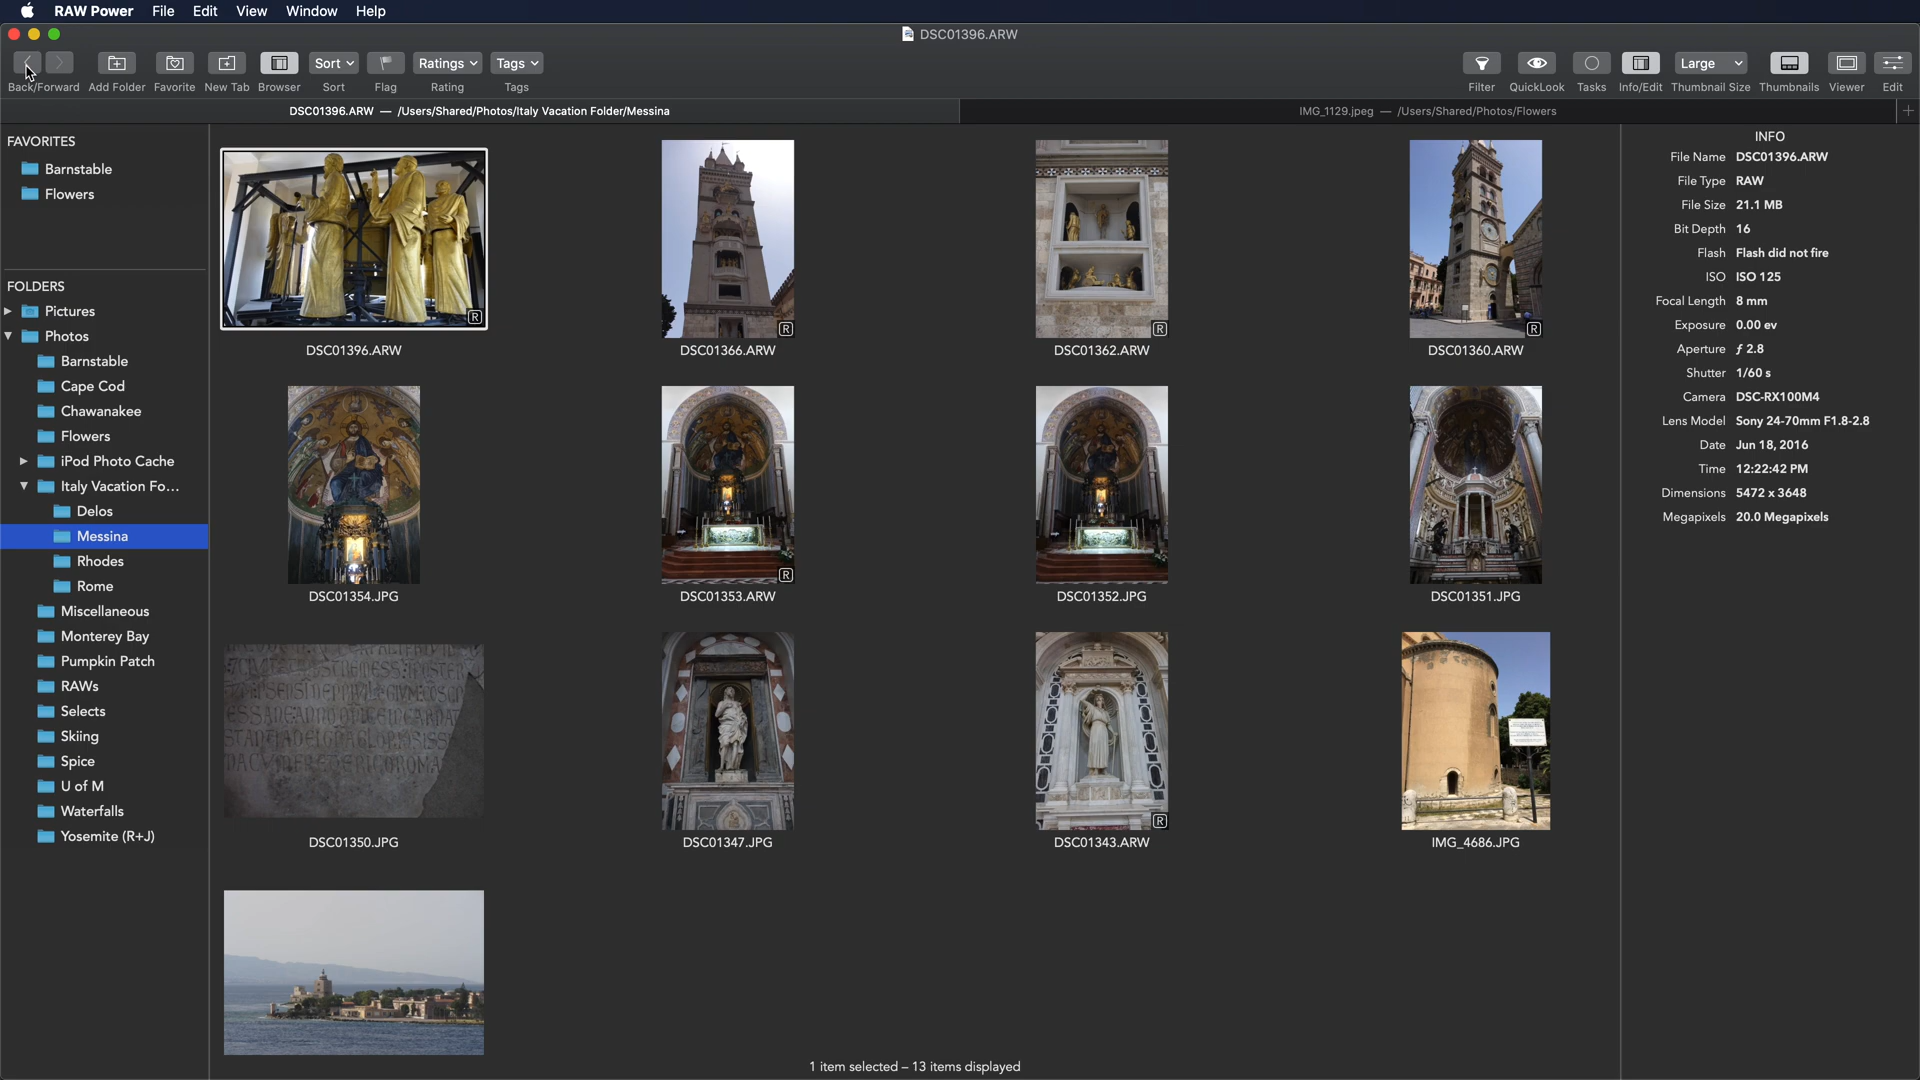 RAW Power File Edit View Window Help
DSC01396.ARW
Sort Ratings Tags Large
Back/Forward Add Folder Favorite New Tab Browser Sort Flag Rating Tags Filter QuickLook Tasks Info/Edit Thumbnail Size Thumbnails Viewer Edit
DSC01396.ARW — /Users/Shared/Photos/Italy Vacation Folder/Messina
IMG_1129.jpeg — /Users/Shared/Photos/Flowers
FAVORITES
Barnstable
Flowers
FOLDERS
Pictures
Photos
Barnstable
Cape Cod
Chawanakee
Flowers
iPod Photo Cache
Italy Vacation Fo...
Delos
Messina
Rhodes
Rome
Miscellaneous
Monterey Bay
Pumpkin Patch
RAWs
Selects
Skiing
Spice
U of M
Waterfalls
Yosemite (R+J)
R R R R
DSC01396.ARW DSC01366.ARW DSC01362.ARW DSC01360.ARW
R
DSC01354.JPG DSC01353.ARW DSC01352.JPG DSC01351.JPG
R
DSC01350.JPG DSC01347.JPG DSC01343.ARW IMG_4686.JPG
1 item selected – 13 items displayed
INFO
File Name DSC01396.ARW
File Type RAW
File Size 21.1 MB
Bit Depth 16
Flash Flash did not fire
ISO ISO 125
Focal Length 8 mm
Exposure 0.00 ev
Aperture ƒ 2.8
Shutter 1/60 s
Camera DSC-RX100M4
Lens Model Sony 24-70mm F1.8-2.8
Date Jun 18, 2016
Time 12:22:42 PM
Dimensions 5472 x 3648
Megapixels 20.0 Megapixels